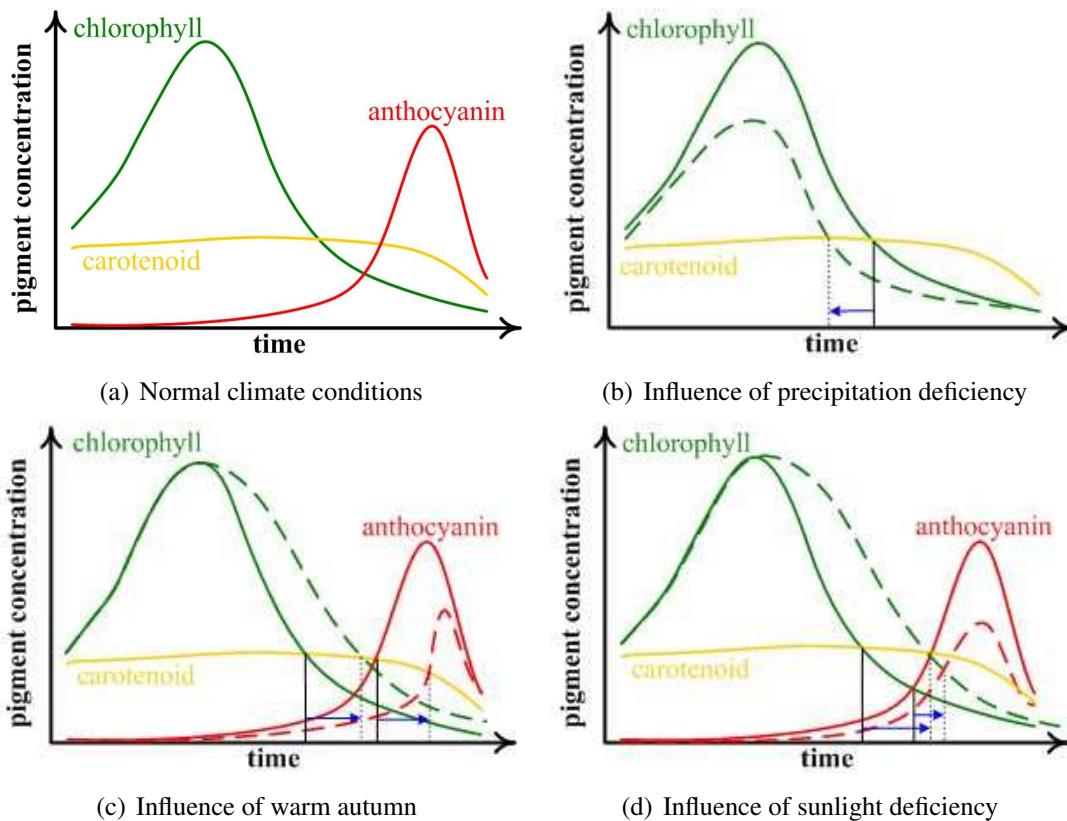 chlorophyll
anthocyanin
carotenoid
pigment concentration
time
(a) Normal climate conditions
chlorophyll
carotenoid
pigment concentration
time
(b) Influence of precipitation deficiency
chlorophyll
anthocyanin
carotenoid
pigment concentration
time
(c) Influence of warm autumn
chlorophyll
anthocyanin
carotenoid
pigment concentration
time
(d) Influence of sunlight deficiency